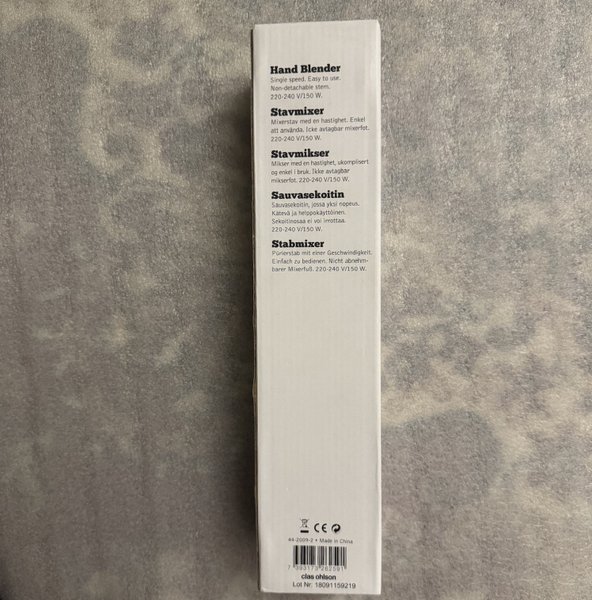 Hand Blender
Single speed. Easy to use.
Non-detachable stem.
220-240 V/150 W.
Stavmixer
Mixerstav med en hastighet. Enkel
att använda. Icke avtagbar mixerfot.
220-240 V/150 W.
Stavmikser
Mikser med en hastighet, ukomplisert
og enkel i bruk. Ikke avtagbar
mikserfot. 220-240 V/150 W.
Sauvasekoitin
Sauvasekoitin, jossa yksi nopeus.
Kätevä ja helppokäyttöinen.
Sekoitinosaa ei voi irrottaa.
220-240 V/150 W.
Stabmixer
Pürierstab mit einer Geschwindigkeit.
Einfach zu bedienen. Nicht abnehm-
barer Mixerfuß. 220-240 V/150 W.
CE
44-2009-2 • Made in China
7 393173 262591
clas ohlson
Lot Nr: 18091159219